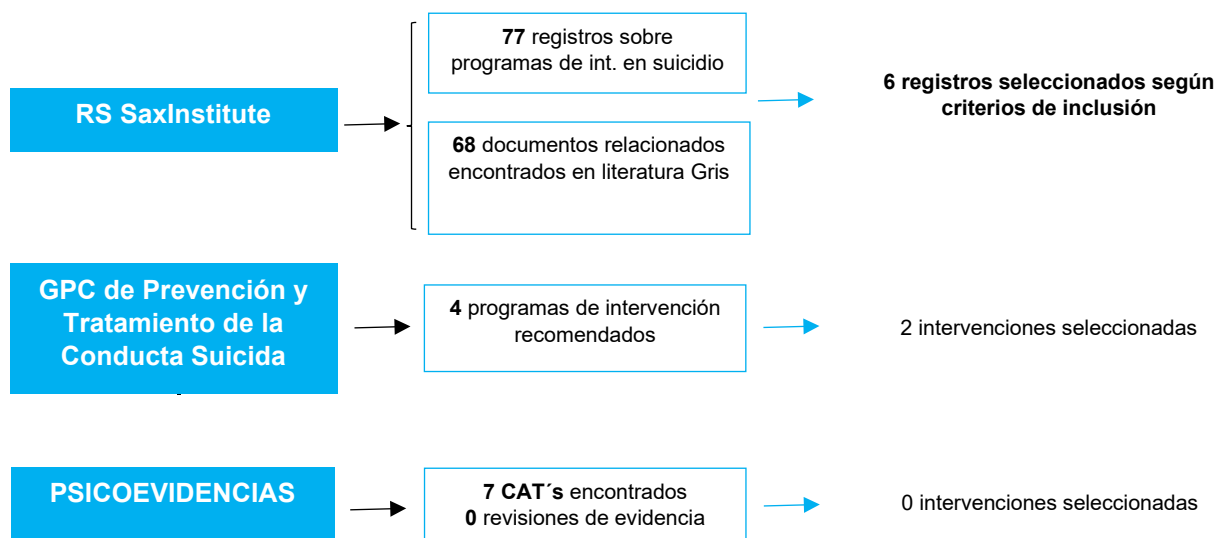 RS SaxInstitute
77 registros sobre
programas de int. en suicidio
68 documentos relacionados
encontrados en literatura Gris
6 registros seleccionados según
criterios de inclusión
GPC de Prevención y
Tratamiento de la
Conducta Suicida
4 programas de intervención
recomendados
2 intervenciones seleccionadas
PSICOEVIDENCIAS
7 CAT´s encontrados
0 revisiones de evidencia
0 intervenciones seleccionadas